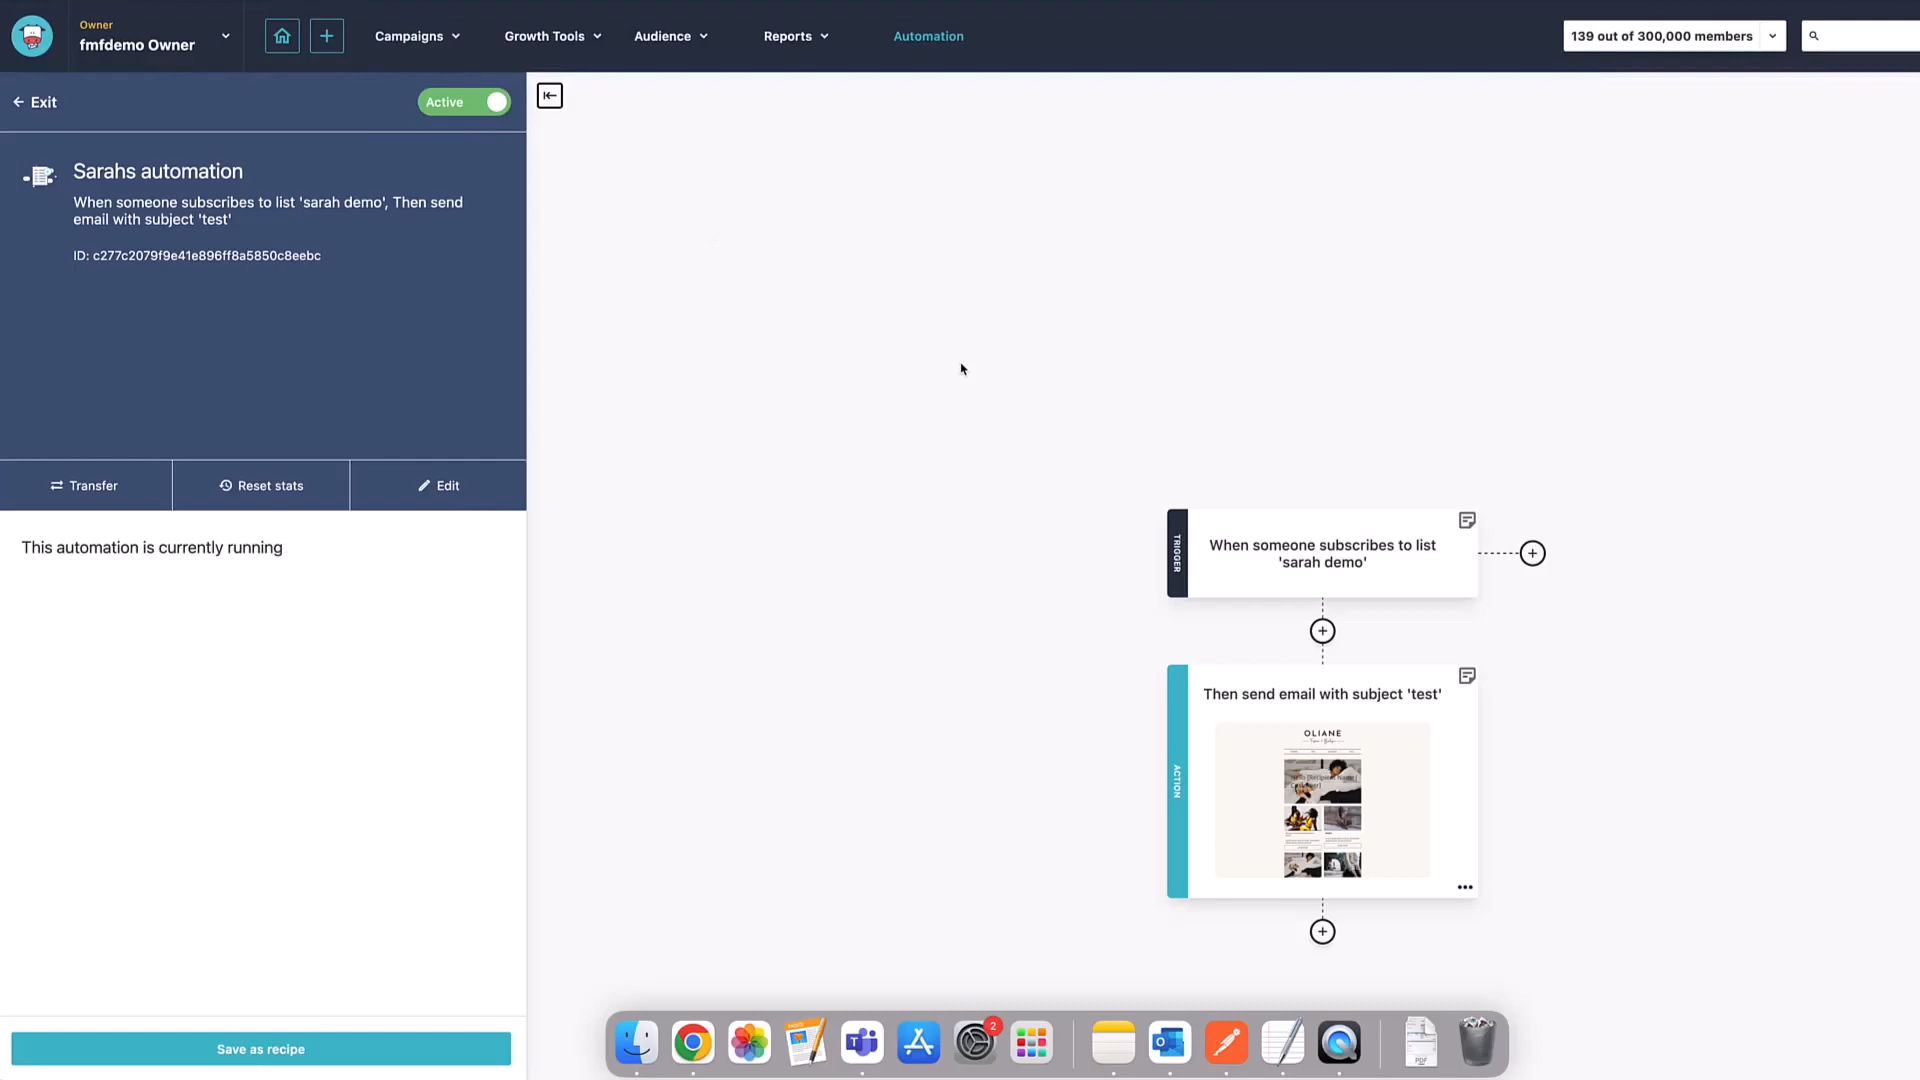 Owner
fmfdemo Owner
Campaigns
Growth Tools
Audience
Reports
Automation
139 out of 300,000 members
Exit
Active
Sarahs automation
When someone subscribes to list 'sarah demo', Then send
email with subject 'test'
ID: c277c2079f9e41e896ff8a5850c8eebc
Transfer
Reset stats
Edit
This automation is currently running
TRIGGER
When someone subscribes to list
'sarah demo'
ACTION
Then send email with subject 'test'
OLIANE
Save as recipe
2
PDF